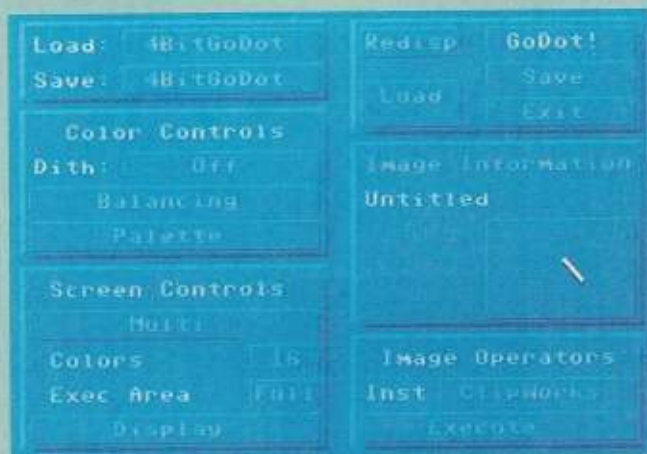 Load: 4BitGoDot
Save: 4BitGoDot
Color Controls
Dith: Off
Balancing
Palette
Screen Controls
Multi
Colors 16
Exec Area Full
Display
Redisp GoDot!
Load
Save
Exit
Image Information
Untitled
Image Operators
Inst ClipWorks
Execute